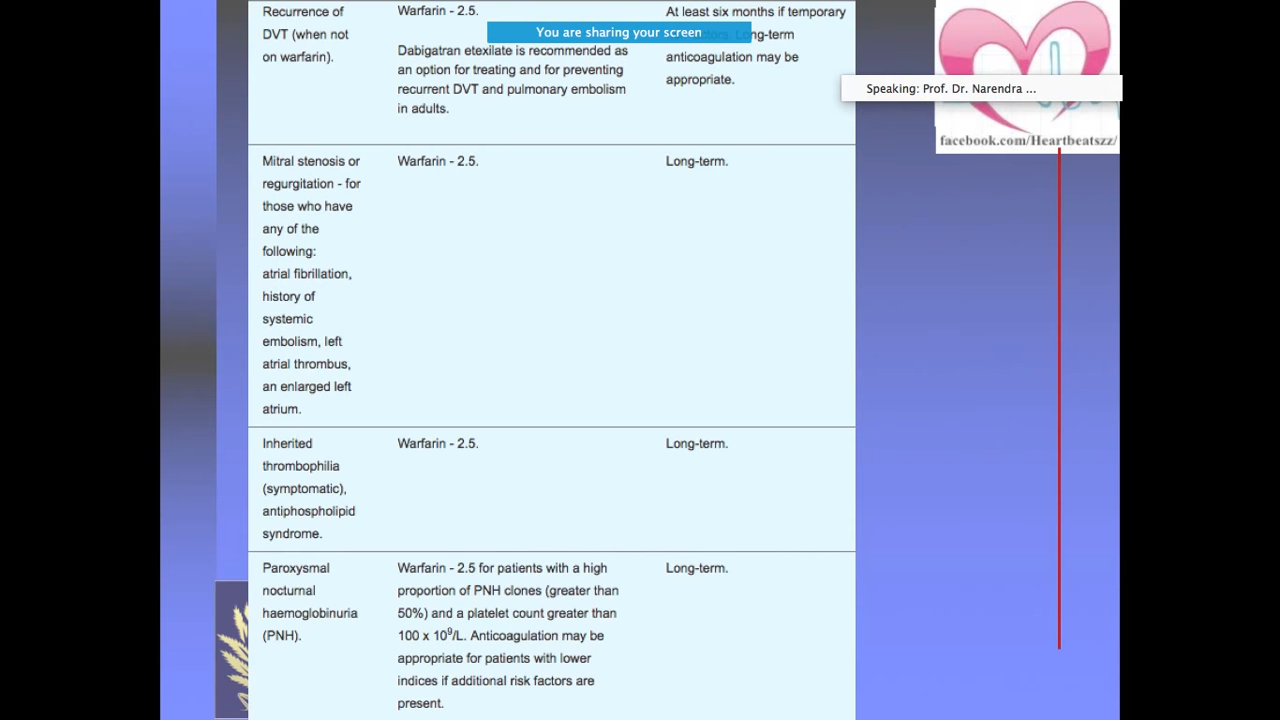 Recurrence of
DVT (when not
on warfarin).
Warfarin - 2.5.
Dabigatran etexilate is recommended as
an option for treating and for preventing
recurrent DVT and pulmonary embolism
in adults.
At least six months if temporary
Long-term
anticoagulation may be
appropriate.
You are sharing your screen
Speaking: Prof. Dr. Narendra ...
facebook.com/Heartbeatszz/
Mitral stenosis or
regurgitation - for
those who have
any of the
following:
atrial fibrillation,
history of
systemic
embolism, left
atrial thrombus,
an enlarged left
atrium.
Warfarin - 2.5.
Long-term.
Inherited
thrombophilia
(symptomatic),
antiphospholipid
syndrome.
Warfarin - 2.5.
Long-term.
Paroxysmal
nocturnal
haemoglobinuria
(PNH).
Warfarin - 2.5 for patients with a high
proportion of PNH clones (greater than
50%) and a platelet count greater than
100 x 10⁹/L. Anticoagulation may be
appropriate for patients with lower
indices if additional risk factors are
present.
Long-term.